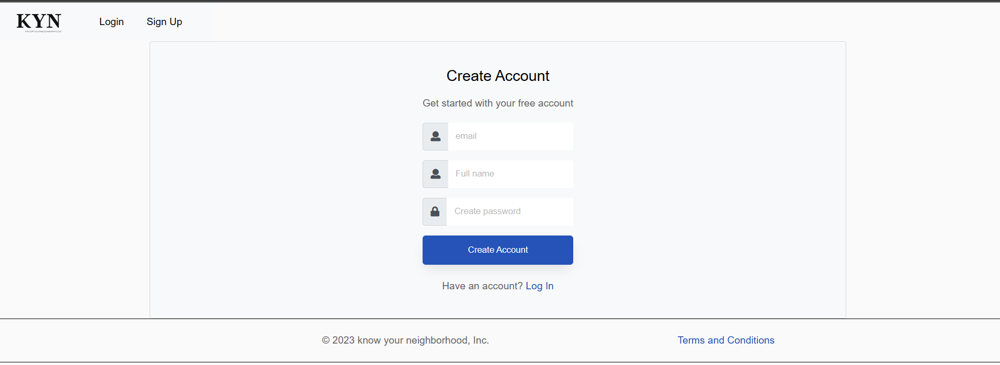 KYN
KNOWYOURNEIGHBORHOOD
Login
Sign Up
Create Account
Get started with your free account
email
Full name
Create password
Create Account
Have an account? Log In
© 2023 know your neighborhood, Inc.
Terms and Conditions